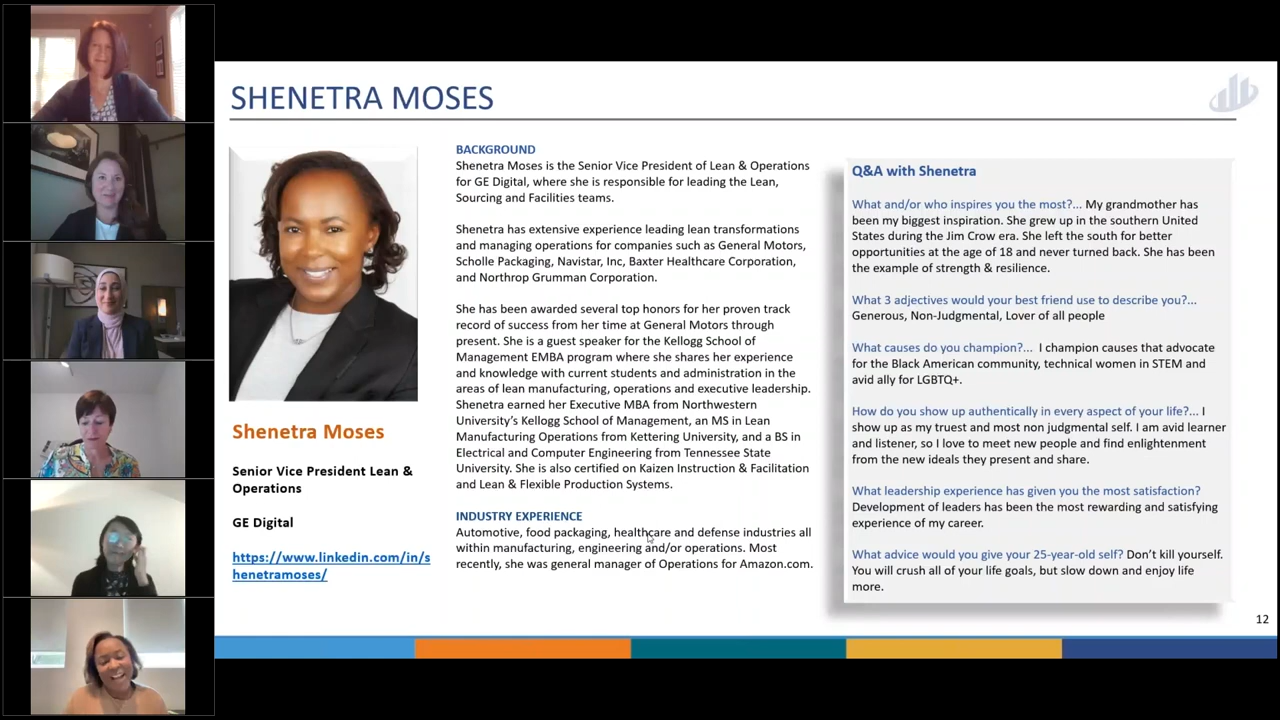 SHENETRA MOSES
Shenetra Moses
Senior Vice President Lean &
Operations
GE Digital
https://www.linkedin.com/in/s
henetramoses/
BACKGROUND
Shenetra Moses is the Senior Vice President of Lean & Operations
for GE Digital, where she is responsible for leading the Lean,
Sourcing and Facilities teams.
Shenetra has extensive experience leading lean transformations
and managing operations for companies such as General Motors,
Scholle Packaging, Navistar, Inc, Baxter Healthcare Corporation,
and Northrop Grumman Corporation.
She has been awarded several top honors for her proven track
record of success from her time at General Motors through
present. She is a guest speaker for the Kellogg School of
Management EMBA program where she shares her experience
and knowledge with current students and administration in the
areas of lean manufacturing, operations and executive leadership.
Shenetra earned her Executive MBA from Northwestern
University's Kellogg School of Management, an MS in Lean
Manufacturing Operations from Kettering University, and a BS in
Electrical and Computer Engineering from Tennessee State
University. She is also certified on Kaizen Instruction & Facilitation
and Lean & Flexible Production Systems.
INDUSTRY EXPERIENCE
Automotive, food packaging, healthcare and defense industries all
within manufacturing, engineering and/or operations. Most
recently, she was general manager of Operations for Amazon.com.
Q&A with Shenetra
What and/or who inspires you the most?... My grandmother has
been my biggest inspiration. She grew up in the southern United
States during the Jim Crow era. She left the south for better
opportunities at the age of 18 and never turned back. She has been
the example of strength & resilience.
What 3 adjectives would your best friend use to describe you?...
Generous, Non-Judgmental, Lover of all people
What causes do you champion?... I champion causes that advocate
for the Black American community, technical women in STEM and
avid ally for LGBTQ+.
How do you show up authentically in every aspect of your life?... I
show up as my truest and most non judgmental self. I am avid learner
and listener, so I love to meet new people and find enlightenment
from the new ideals they present and share.
What leadership experience has given you the most satisfaction?
Development of leaders has been the most rewarding and satisfying
experience of my career.
What advice would you give your 25-year-old self? Don't kill yourself.
You will crush all of your life goals, but slow down and enjoy life
more.
12